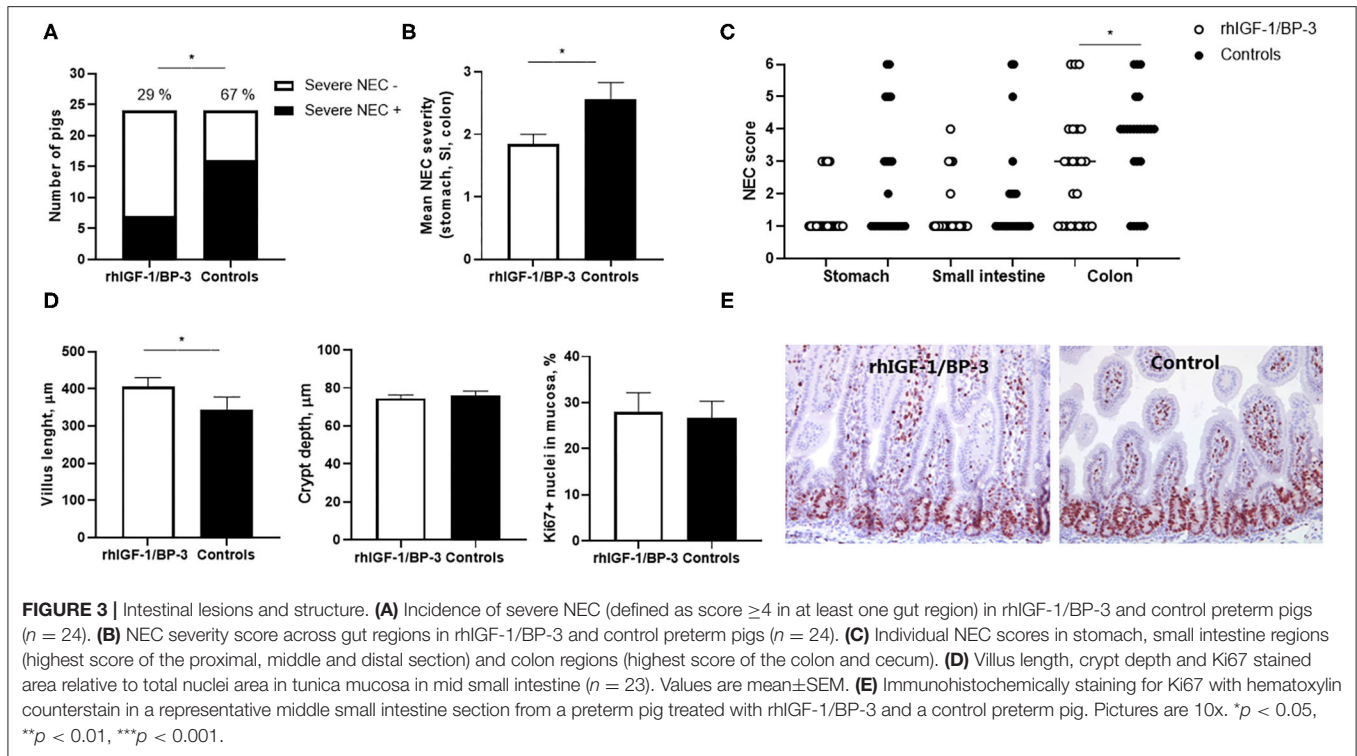 A
*
Number of pigs
30
25
20
15
10
5
0
29 %
67 %
rhIGF-1/BP-3
Controls
Severe NEC -
Severe NEC +
B
*
Mean NEC severity
(stomach, SI, colon)
3
2
1
0
rhIGF-1/BP-3
Controls
C
*
rhIGF-1/BP-3
Controls
NEC score
6
5
4
3
2
1
0
Stomach
Small intestine
Colon
D
*
Villus lenght, µm
500
400
300
200
100
0
rhIGF-1/BP-3
Controls
Crypt depth, µm
100
80
60
40
20
0
rhIGF-1/BP-3 Controls
Ki67+ nuclei in mucosa, %
40
30
20
10
0
rhIGF-1/BP-3 Controls
E
rhIGF-1/BP-3
Control
FIGURE 3 | Intestinal lesions and structure. (A) Incidence of severe NEC (defined as score ≥4 in at least one gut region) in rhIGF-1/BP-3 and control preterm pigs
(n = 24). (B) NEC severity score across gut regions in rhIGF-1/BP-3 and control preterm pigs (n = 24). (C) Individual NEC scores in stomach, small intestine regions
(highest score of the proximal, middle and distal section) and colon regions (highest score of the colon and cecum). (D) Villus length, crypt depth and Ki67 stained
area relative to total nuclei area in tunica mucosa in mid small intestine (n = 23). Values are mean±SEM. (E) Immunohistochemically staining for Ki67 with hematoxylin
counterstain in a representative middle small intestine section from a preterm pig treated with rhIGF-1/BP-3 and a control preterm pig. Pictures are 10x. *p < 0.05,
**p < 0.01, ***p < 0.001.